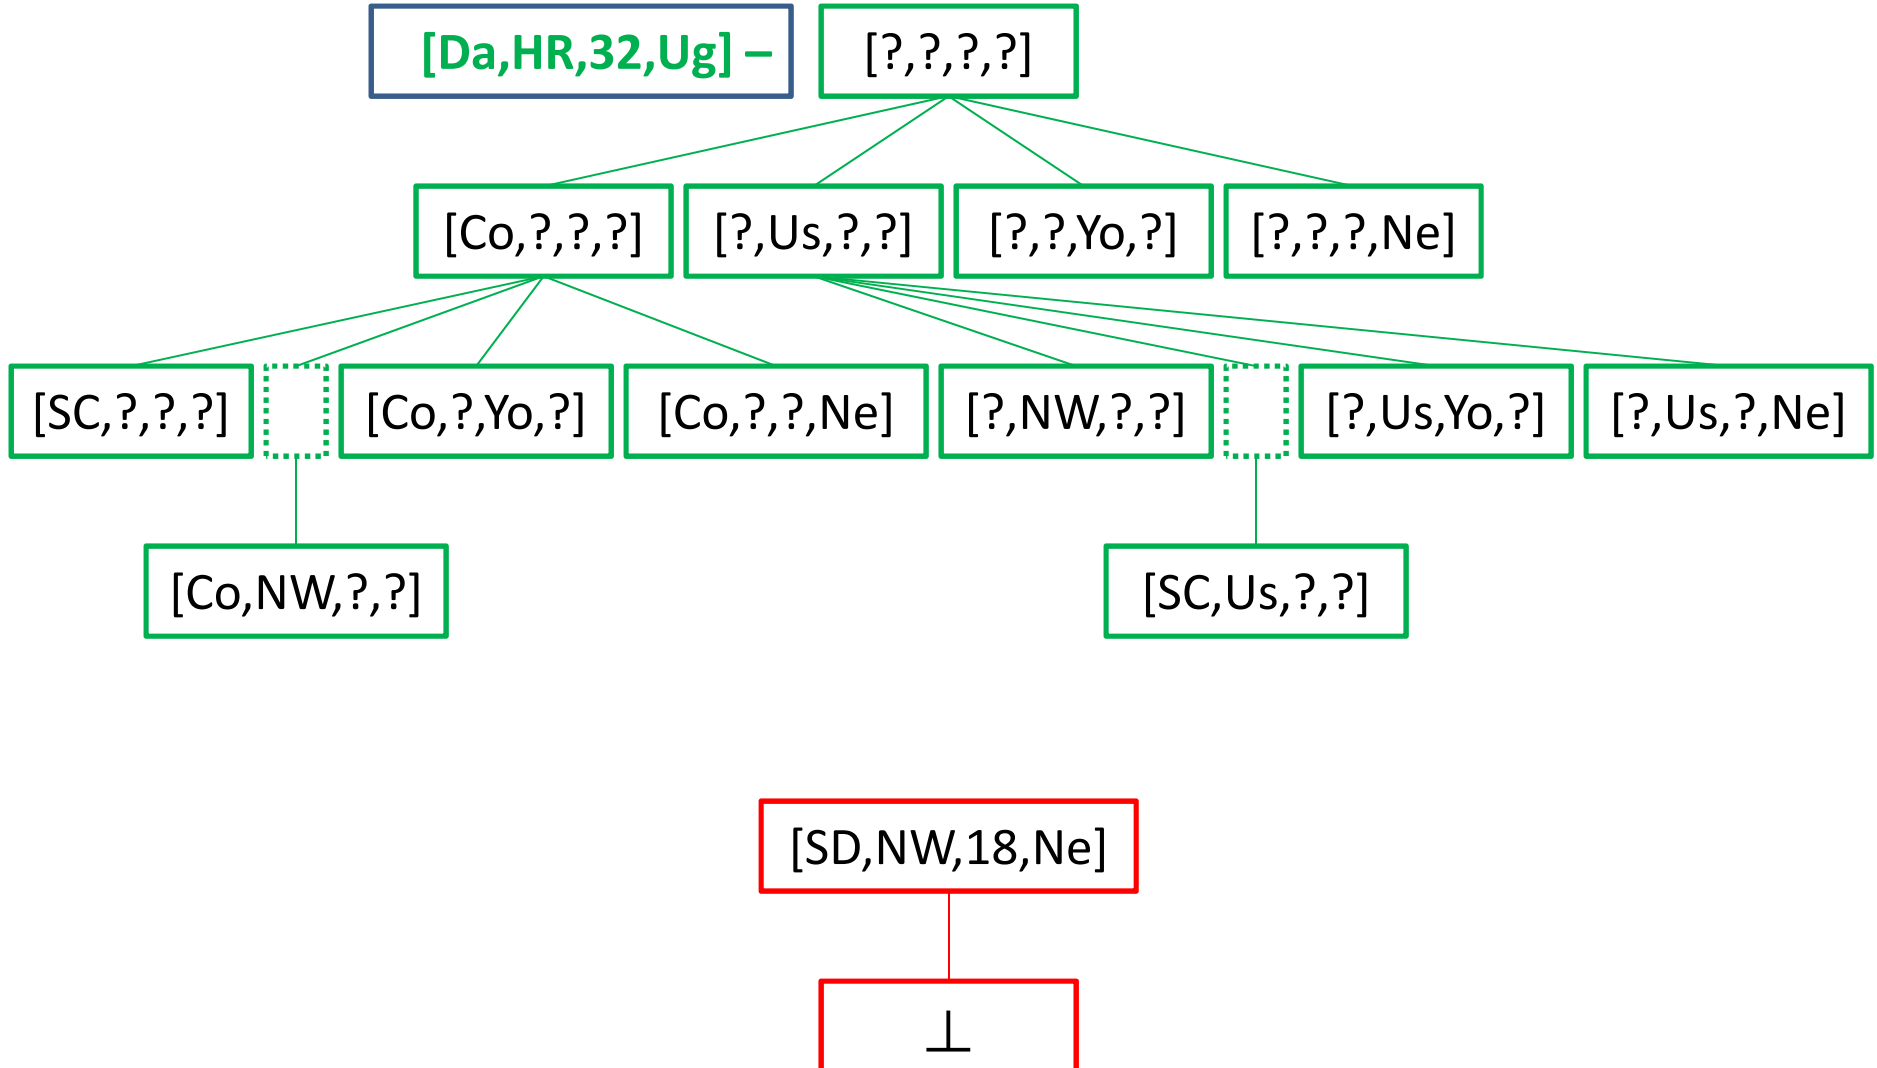 [Da,HR,32,Ug] –
[?,?,?,?]
[Co,?,?,?]
[?,Us,?,?]
[?,?,Yo,?]
[?,?,?,Ne]
[SC,?,?,?]
[Co,?,Yo,?]
[Co,?,?,Ne]
[?,NW,?,?]
[?,Us,Yo,?]
[?,Us,?,Ne]
[Co,NW,?,?]
[SC,Us,?,?]
[SD,NW,18,Ne]
⊥